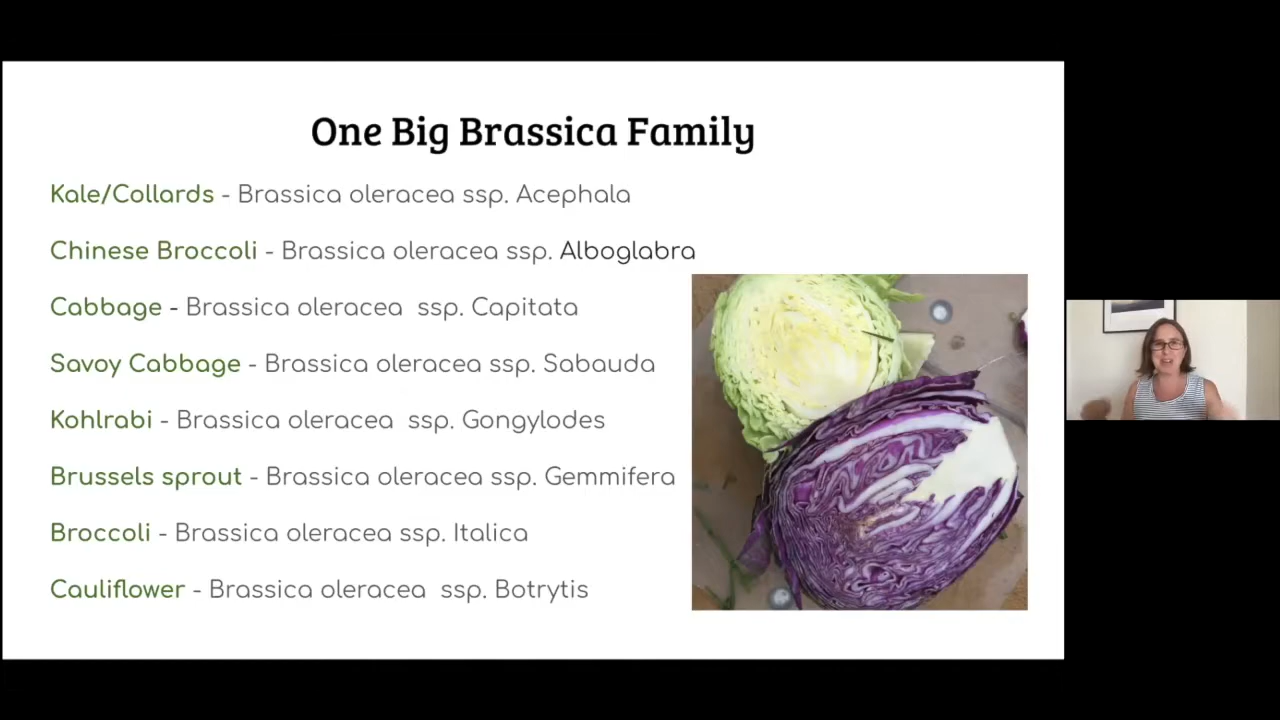 One Big Brassica Family
Kale/Collards - Brassica oleracea ssp. Acephala
Chinese Broccoli - Brassica oleracea ssp. Alboglabra
Cabbage - Brassica oleracea  ssp. Capitata
Savoy Cabbage - Brassica oleracea ssp. Sabauda
Kohlrabi - Brassica oleracea  ssp. Gongylodes
Brussels sprout - Brassica oleracea ssp. Gemmifera
Broccoli - Brassica oleracea ssp. Italica
Cauliflower - Brassica oleracea  ssp. Botrytis